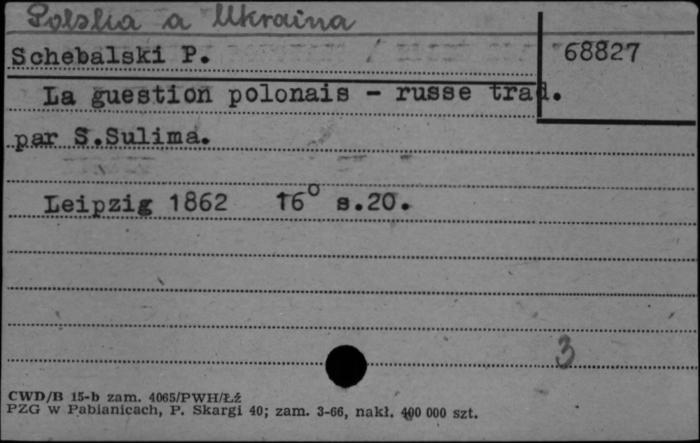 Polska a Ukraina
Schebalski P.
68827
La guestion polonais - russe trad.
par S.Sulima.
Leipzig 1862 16° s.20.
3
CWD/B 15-b zam. 4065/PWH/Łź
PZG w Pabianicach, P. Skargi 40; zam. 3-66, nakł. 400 000 szt.